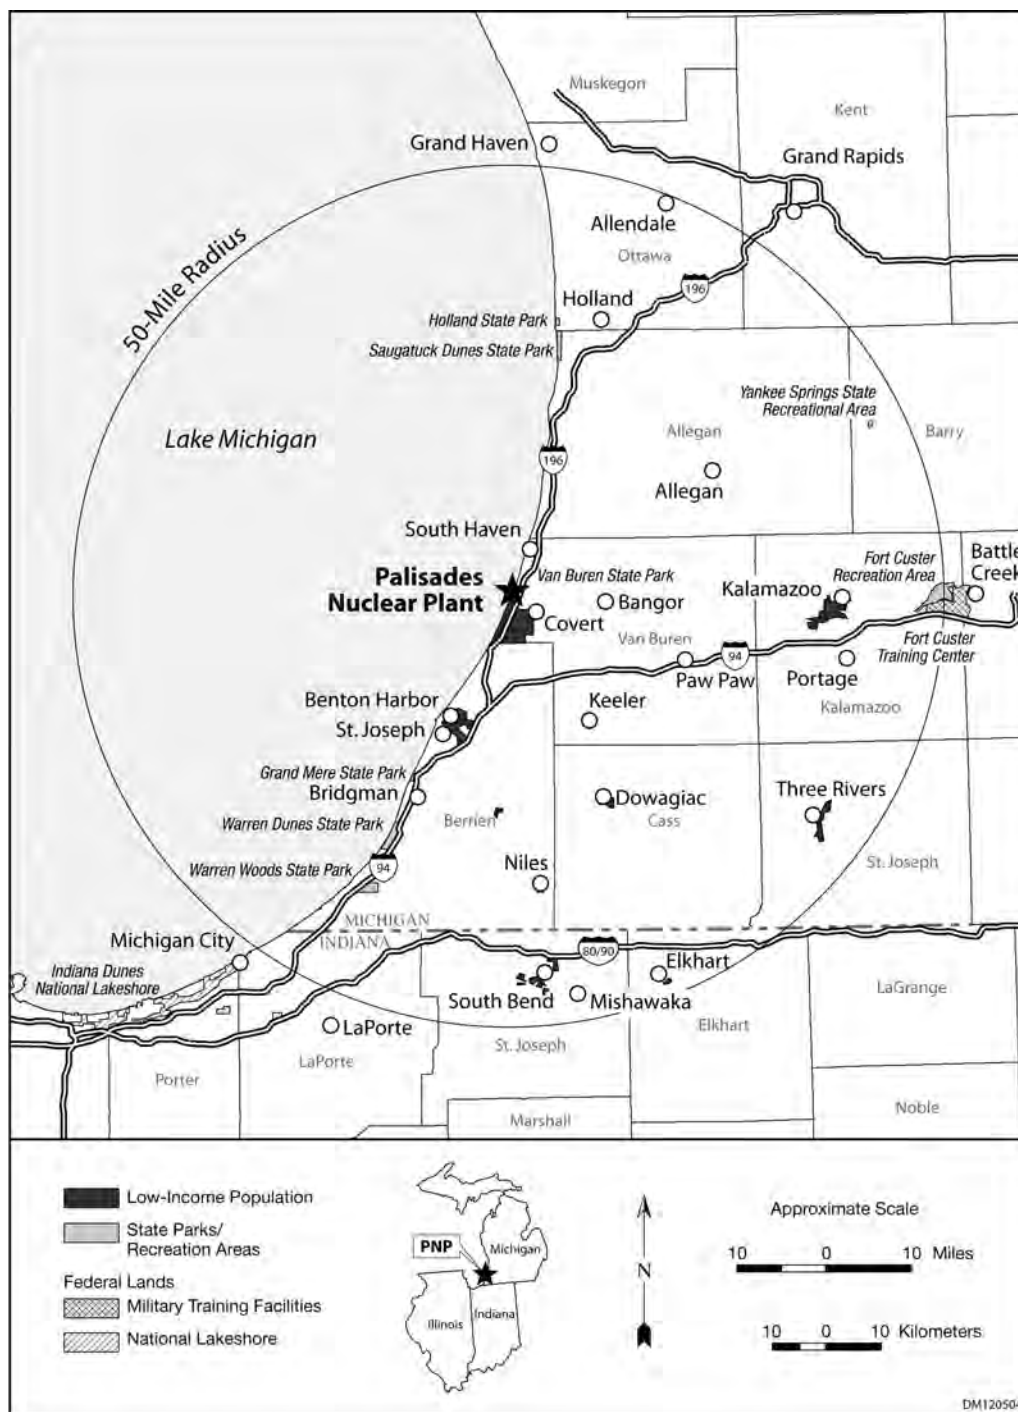 Muskegon
Kent
Grand Haven
Grand Rapids
50-Mile Radius
Allendale
Ottawa
196
Holland
Holland State Park
Saugatuck Dunes State Park
Yankee Springs State
Recreational Area
Lake Michigan
Allegan
Barry
196
Allegan
South Haven
Palisades
Nuclear Plant
Van Buren State Park
Fort Custer
Recreation Area
Battle
Creek
Kalamazoo
Bangor
Covert
Van Buren
94
Fort Custer
Training Center
Paw Paw
Portage
Benton Harbor
Keeler
Kalamazoo
St. Joseph
Grand Mere State Park
Bridgman
Dowagiac
Three Rivers
Warren Dunes State Park
Berrien
Cass
Warren Woods State Park
94
Niles
St. Joseph
MICHIGAN
INDIANA
Michigan City
80/90
Elkhart
Indiana Dunes
National Lakeshore
South Bend
Mishawaka
LaGrange
LaPorte
St. Joseph
Elkhart
LaPorte
Porter
Marshall
Noble
Low-Income Population
State Parks/
Recreation Areas
Federal Lands
Military Training Facilities
National Lakeshore
PNP
Michigan
Illinois
Indiana
N
Approximate Scale
10 0 10 Miles
10 0 10 Kilometers
DM120504